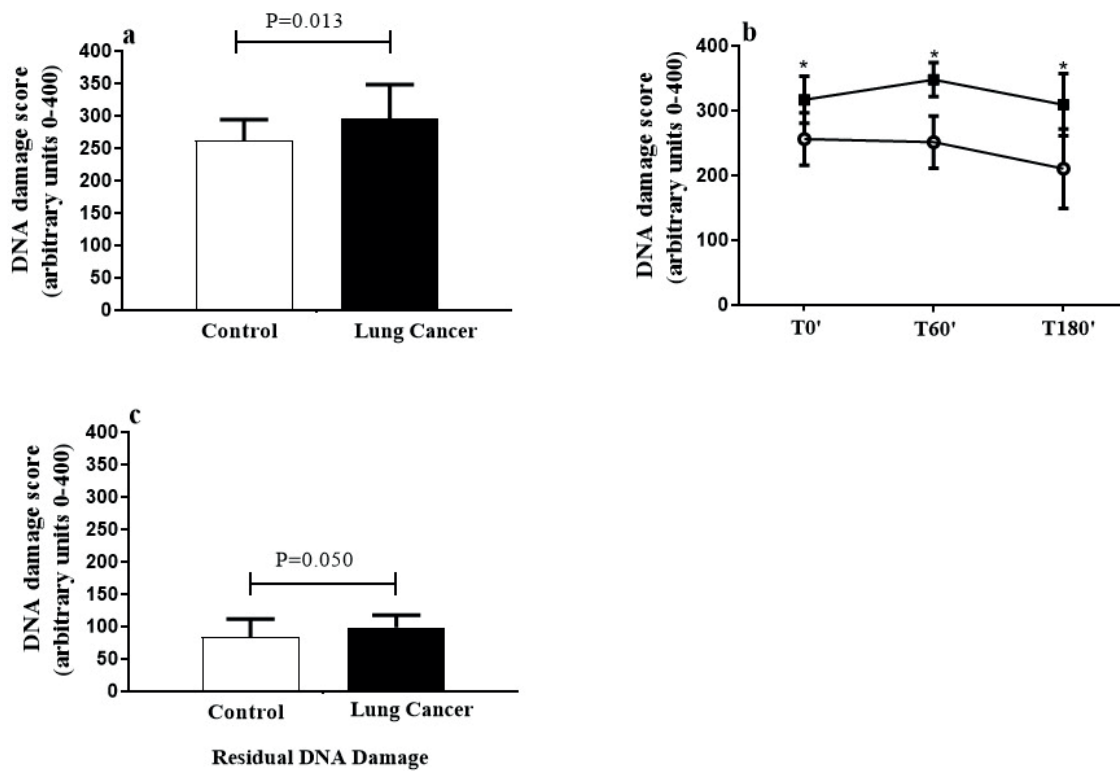 a
P=0.013
DNA damage score
(arbitrary units 0-400)
400
350
300
250
200
150
100
50
0
Control
Lung Cancer
b
DNA damage score
(arbitrary units 0-400)
400
300
200
100
0
*
*
*
T0'
T60'
T180'
c
P=0.050
DNA damage score
(arbitrary units 0-400)
400
350
300
250
200
150
100
50
0
Control
Lung Cancer
Residual DNA Damage